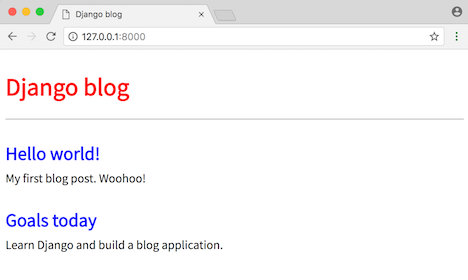 Django blog
127.0.0.1:8000
Django blog
Hello world!
My first blog post. Woohoo!
Goals today
Learn Django and build a blog application.